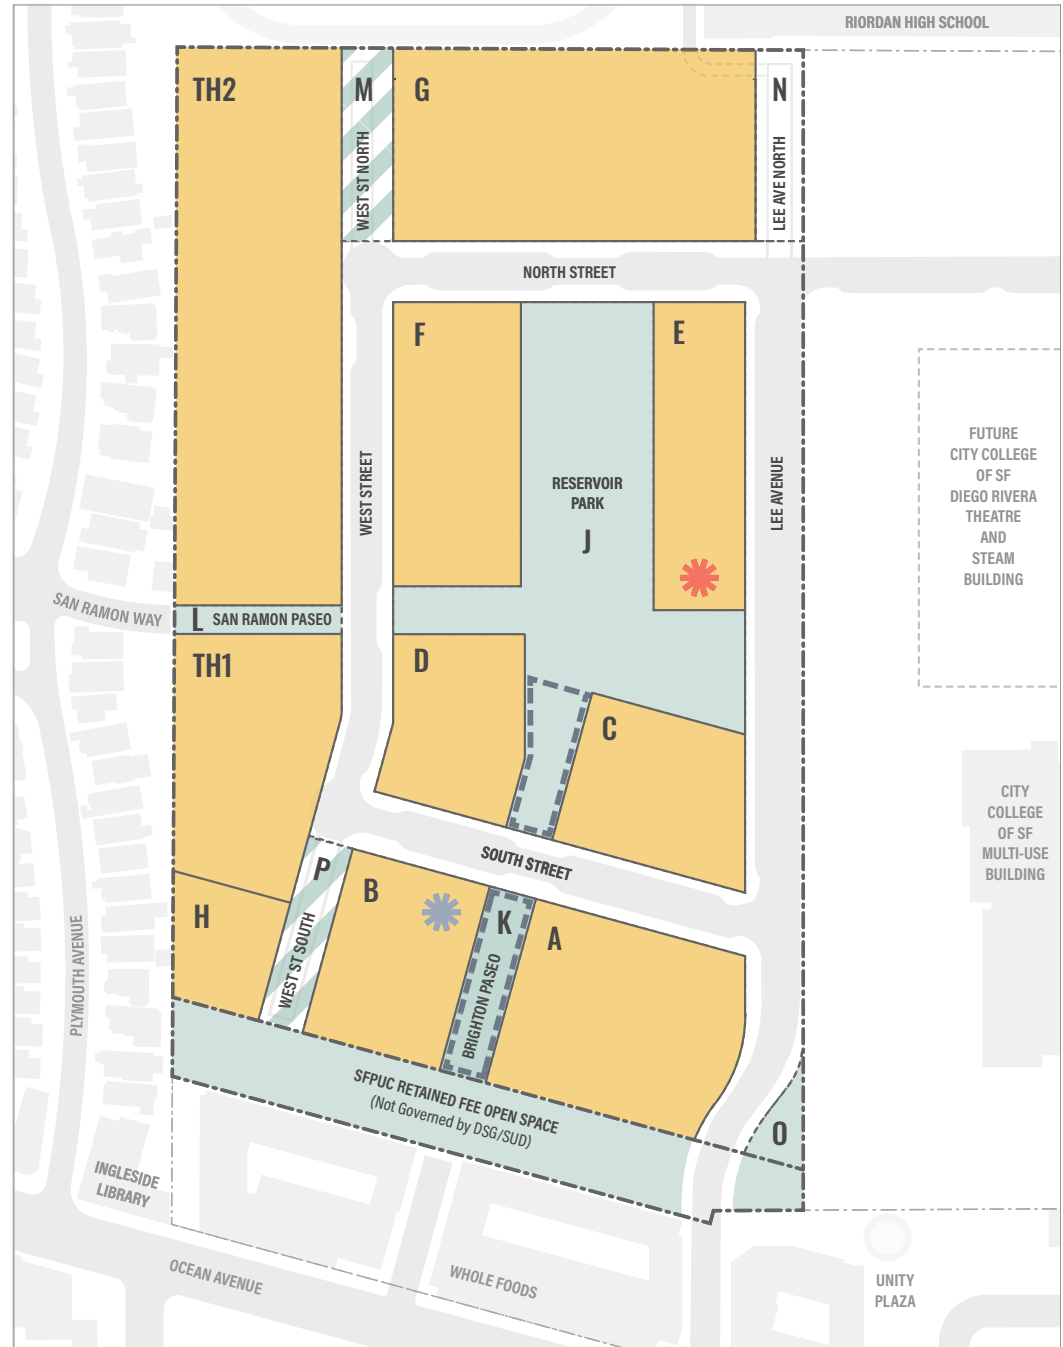 RIORDAN HIGH SCHOOL
TH2
M
G
N
WEST ST NORTH
LEE AVE NORTH
NORTH STREET
F
E
WEST STREET
RESERVOIR
PARK
J
LEE AVENUE
FUTURE
CITY COLLEGE
OF SF
DIEGO RIVERA
THEATRE
AND
STEAM
BUILDING
SAN RAMON WAY
L SAN RAMON PASEO
TH1
D
C
CITY
COLLEGE
OF SF
MULTI-USE
BUILDING
SOUTH STREET
P
B
H
K
A
WEST ST SOUTH
BRIGHTON PASEO
PLYMOUTH AVENUE
SFPUC RETAINED FEE OPEN SPACE
(Not Governed by DSG/SUD)
O
INGLESIDE
LIBRARY
OCEAN AVENUE
WHOLE FOODS
UNITY
PLAZA